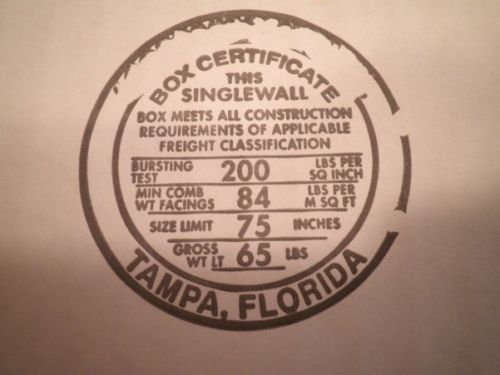 BOX CERTIFICATE
THIS
SINGLEWALL
BOX MEETS ALL CONSTRUCTION
REQUIREMENTS OF APPLICABLE
FREIGHT CLASSIFICATION
BURSTING TEST 200 LBS PER SQ INCH
MIN COMB WT FACINGS 84 LBS PER M SQ FT
SIZE LIMIT 75 INCHES
GROSS WT LT 65 LBS
TAMPA, FLORIDA